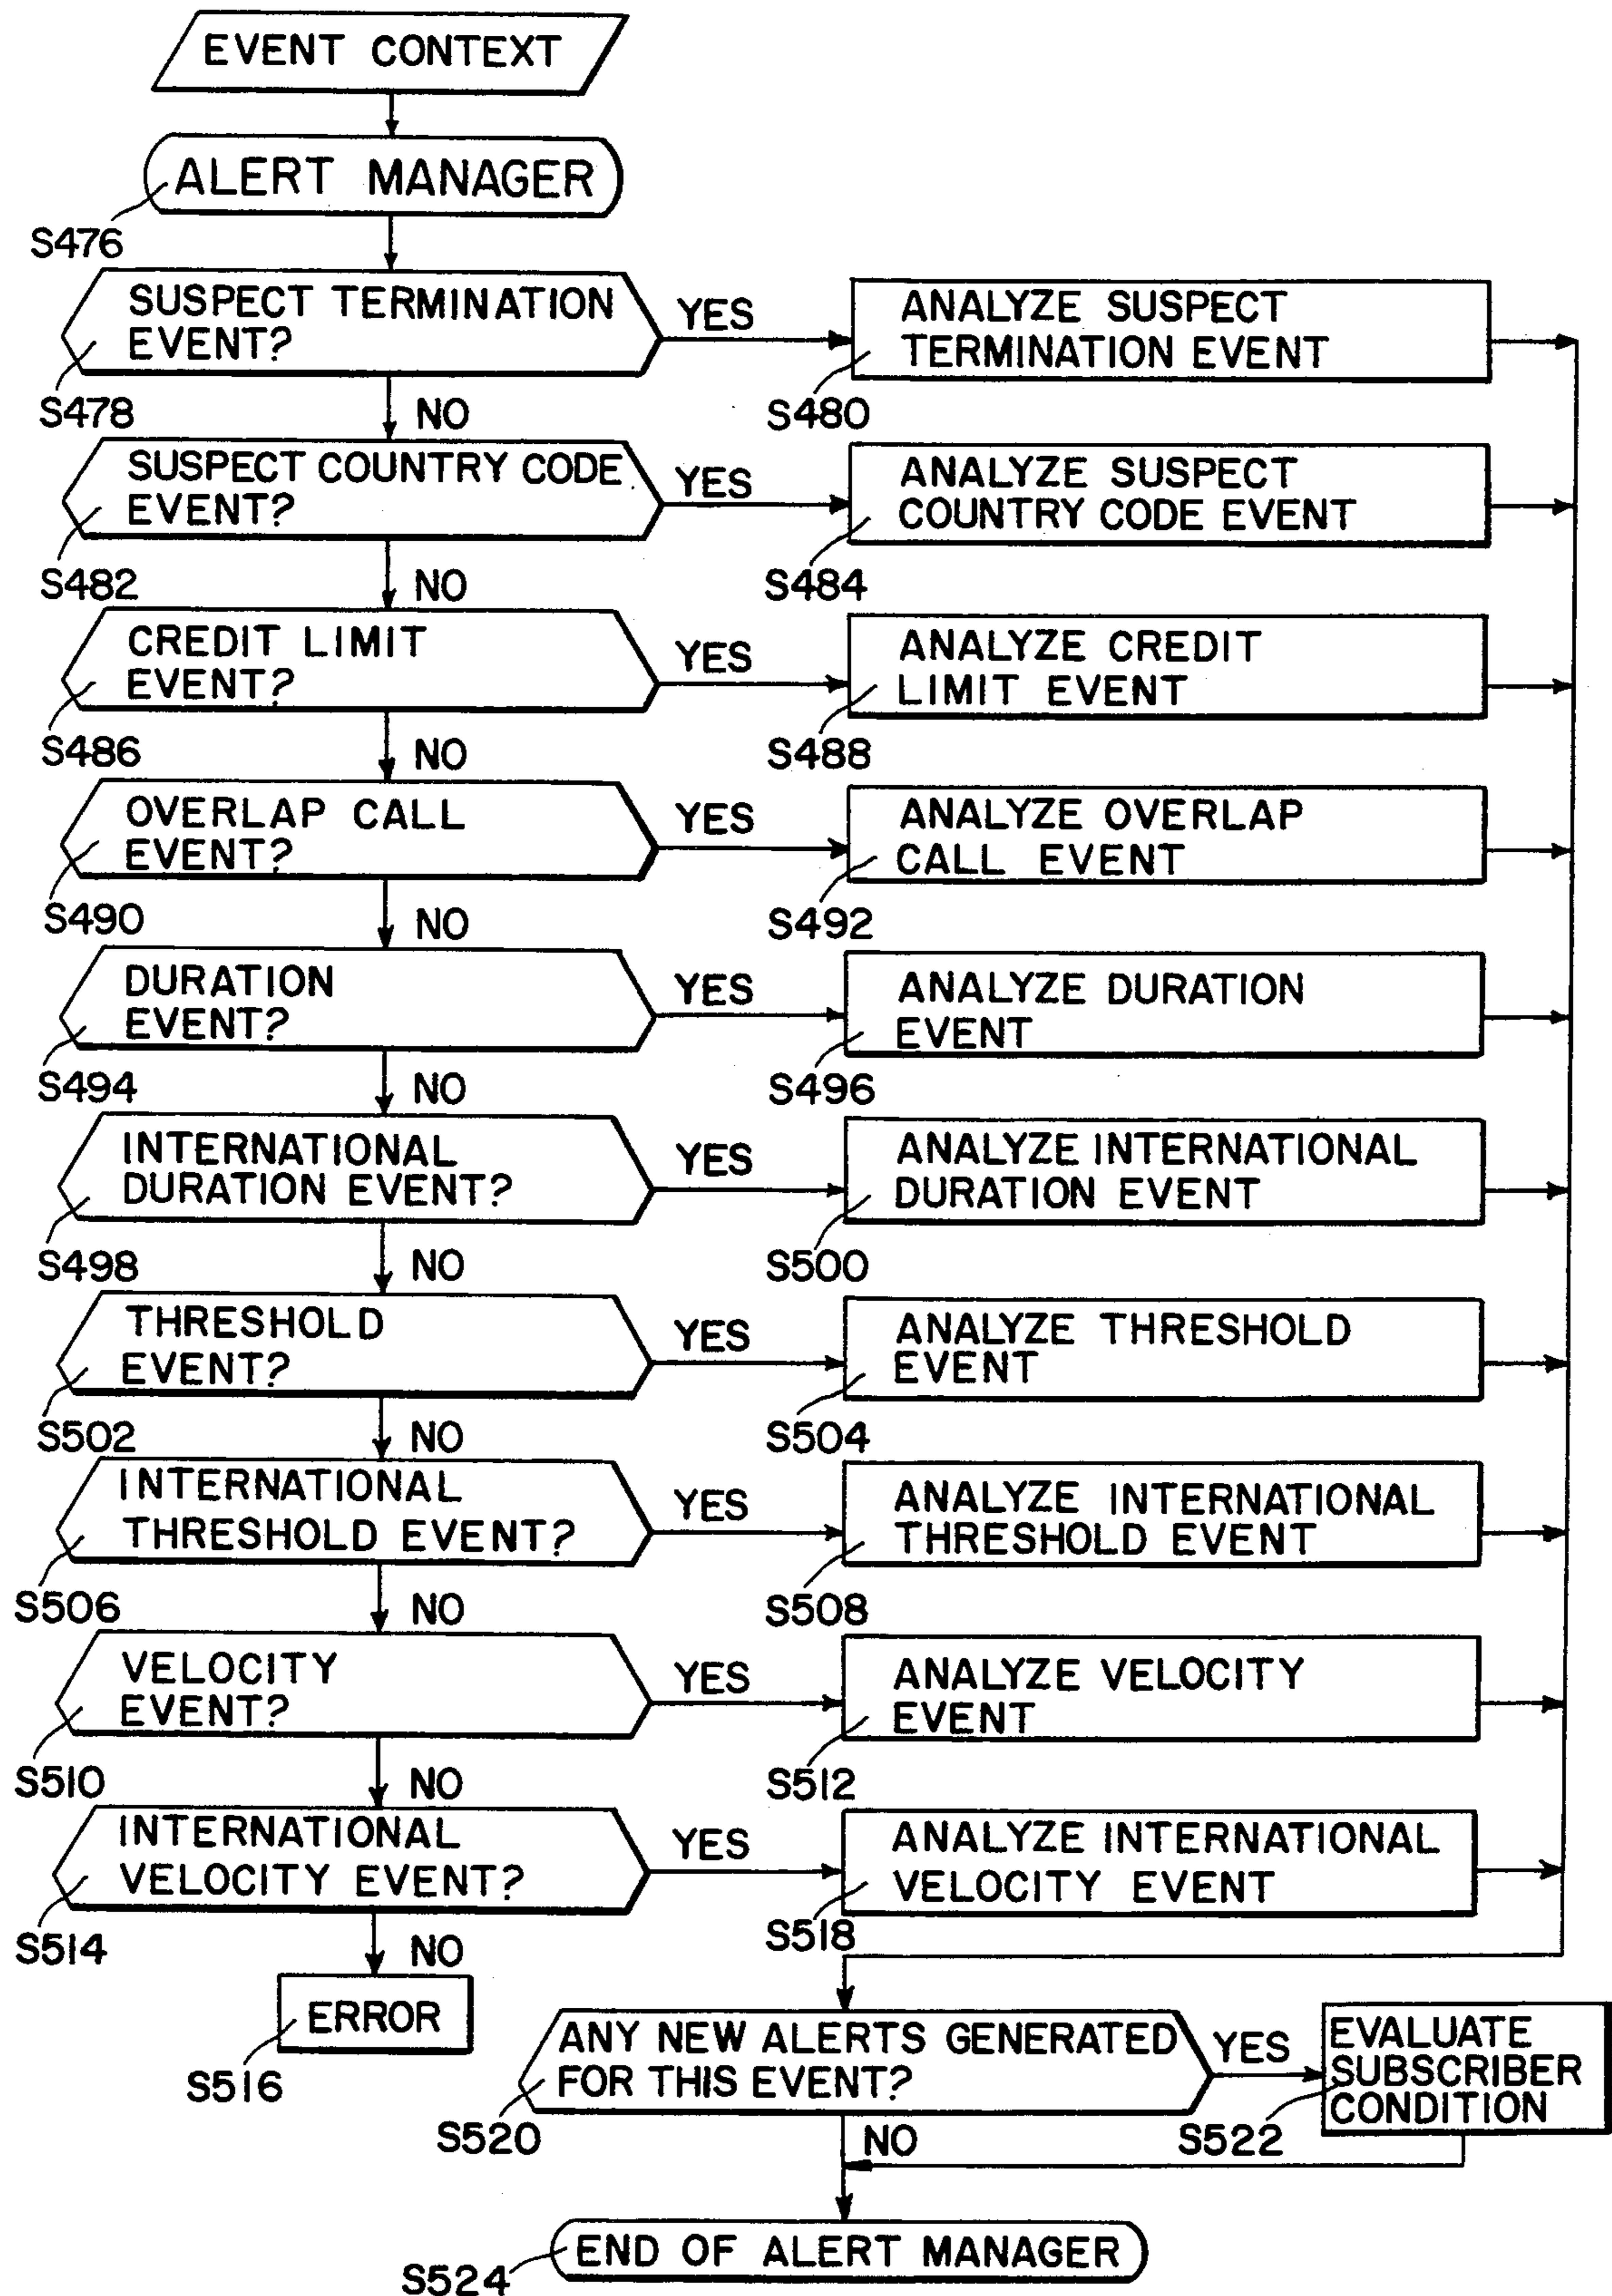 EVENT CONTEXT
ALERT MANAGER
S476
SUSPECT TERMINATION
EVENT?
YES
ANALYZE SUSPECT
TERMINATION EVENT
S478
NO
S480
SUSPECT COUNTRY CODE
EVENT?
YES
ANALYZE SUSPECT
COUNTRY CODE EVENT
S482
NO
S484
CREDIT LIMIT
EVENT?
YES
ANALYZE CREDIT
LIMIT EVENT
S486
NO
S488
OVERLAP CALL
EVENT?
YES
ANALYZE OVERLAP
CALL EVENT
S490
NO
S492
DURATION
EVENT?
YES
ANALYZE DURATION
EVENT
S494
NO
S496
INTERNATIONAL
DURATION EVENT?
YES
ANALYZE INTERNATIONAL
DURATION EVENT
S498
NO
S500
THRESHOLD
EVENT?
YES
ANALYZE THRESHOLD
EVENT
S502
NO
S504
INTERNATIONAL
THRESHOLD EVENT?
YES
ANALYZE INTERNATIONAL
THRESHOLD EVENT
S506
NO
S508
VELOCITY
EVENT?
YES
ANALYZE VELOCITY
EVENT
S510
NO
S512
INTERNATIONAL
VELOCITY EVENT?
YES
ANALYZE INTERNATIONAL
VELOCITY EVENT
S514
NO
S518
ERROR
S516
ANY NEW ALERTS GENERATED
FOR THIS EVENT?
YES
EVALUATE
SUBSCRIBER
CONDITION
S520
NO
S522
END OF ALERT MANAGER
S524